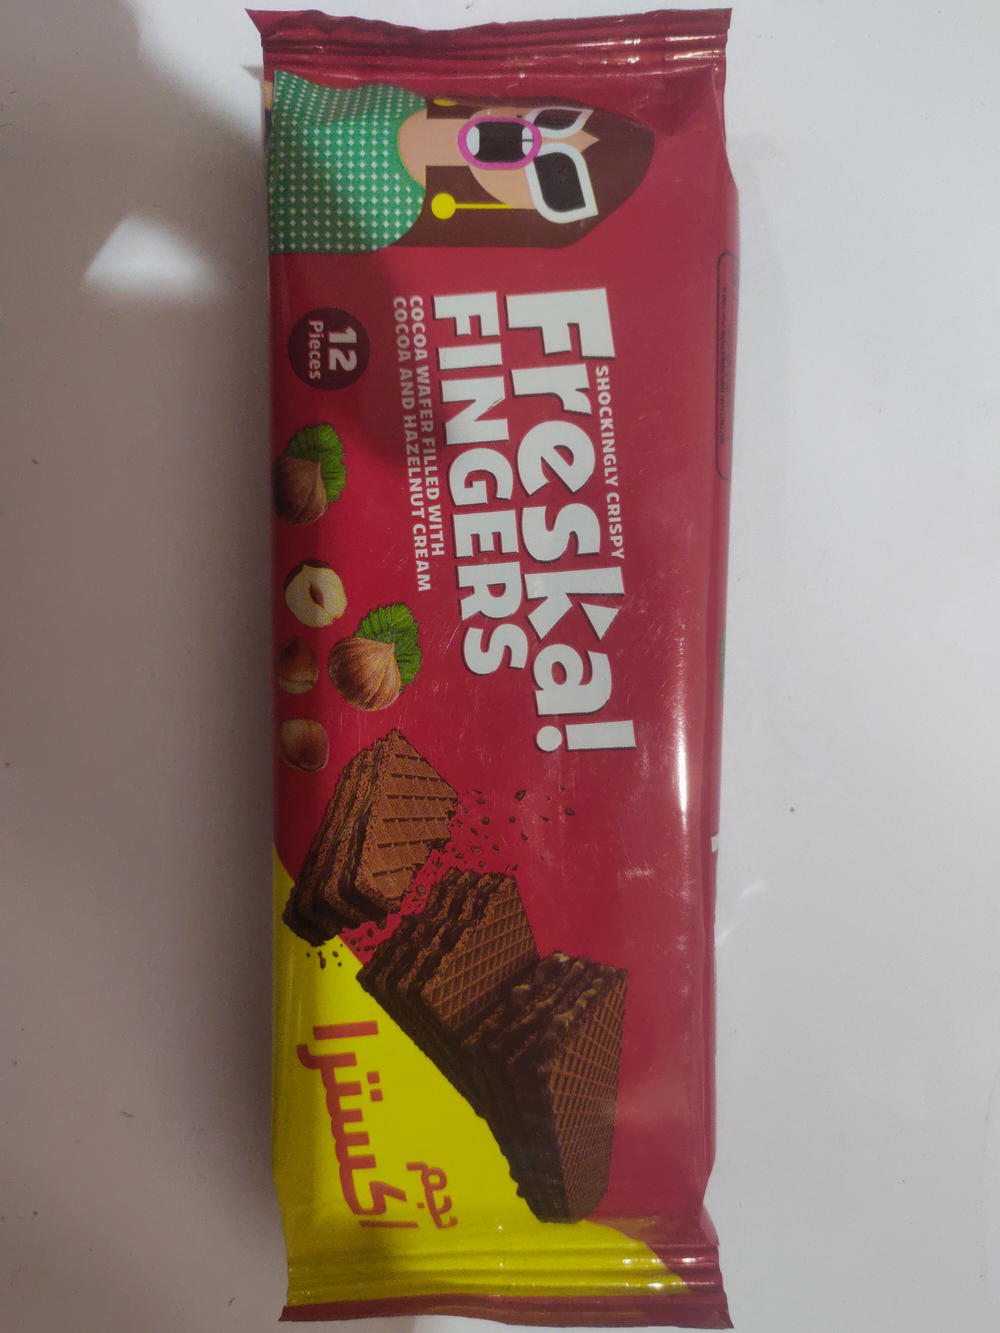 SHOCKINGLY CRISPY
Freska!
FINGERS
COCOA WAFER FILLED WITH
COCOA AND HAZELNUT CREAM
12
Pieces
حجم
اكسترا